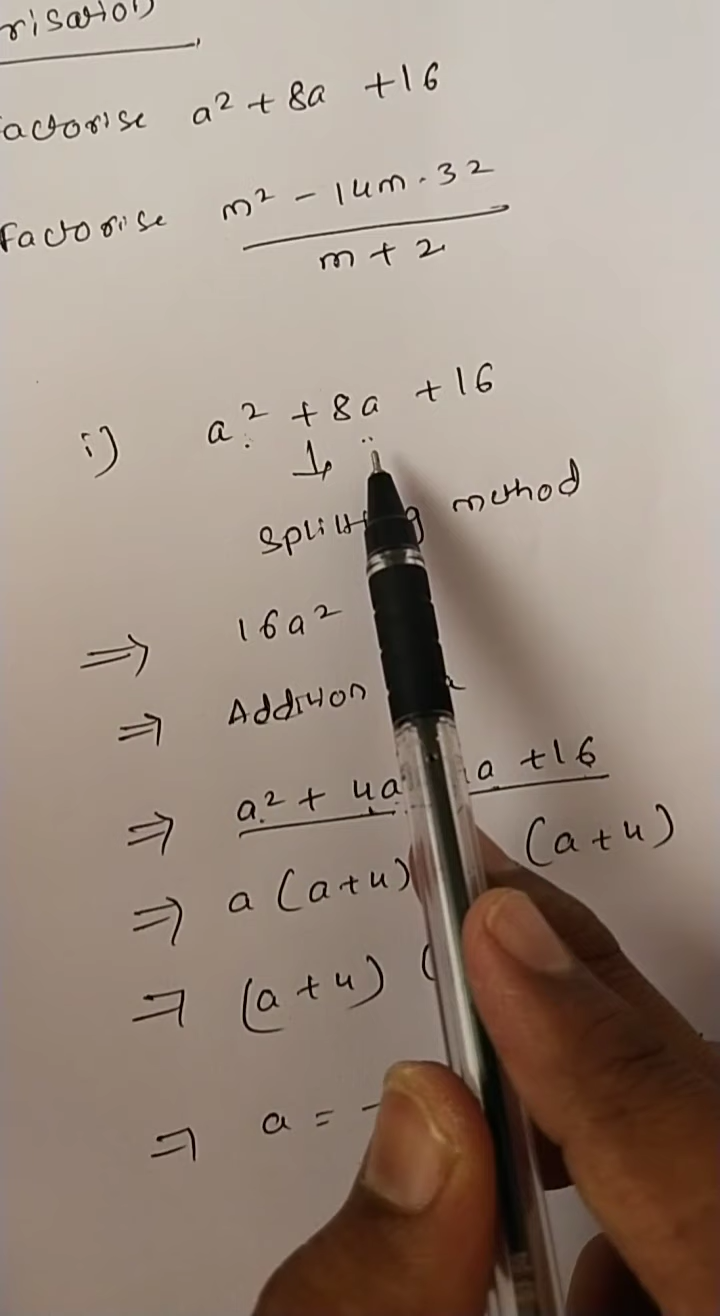 risation
actorise a² + 8a + 16
Factorise m² - 14m - 32
m + 2
i) a² + 8a + 16
method
⇒ 16a²
⇒ Addition
⇒ a² + 4a a + 16
⇒ a (a+4) (a+4)
⇒ (a+4) (
⇒ a = -